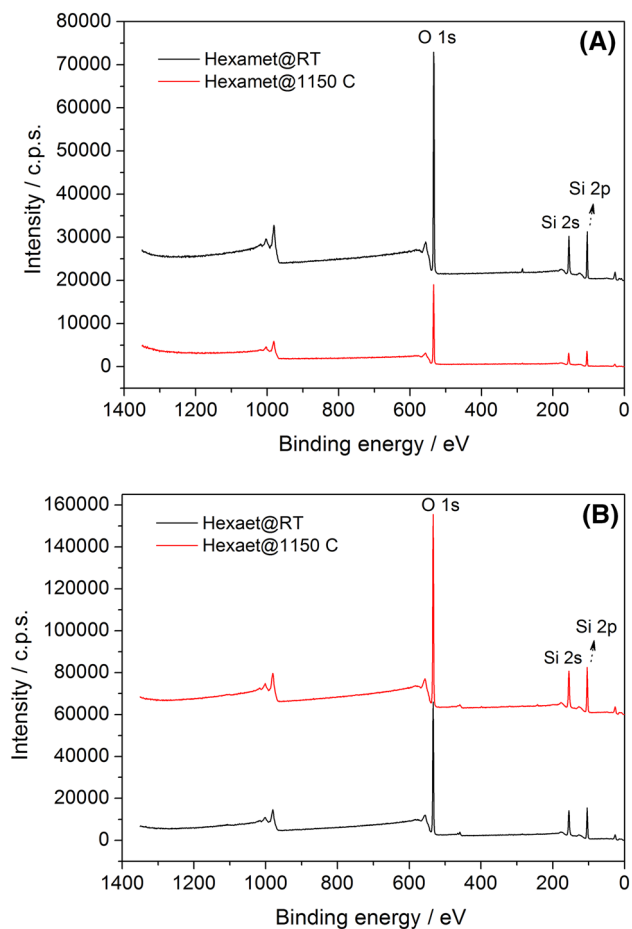 (A)
O 1s
Hexamet@RT
Hexamet@1150 C
Si 2p
Si 2s
80000
70000
60000
50000
40000
30000
20000
10000
0
Intensity / c.p.s.
1400 1200 1000 800 600 400 200 0
Binding energy / eV
(B)
O 1s
Hexaet@RT
Hexaet@1150 C
Si 2p
Si 2s
160000
140000
120000
100000
80000
60000
40000
20000
0
Intensity / c.p.s.
1400 1200 1000 800 600 400 200 0
Binding energy / eV